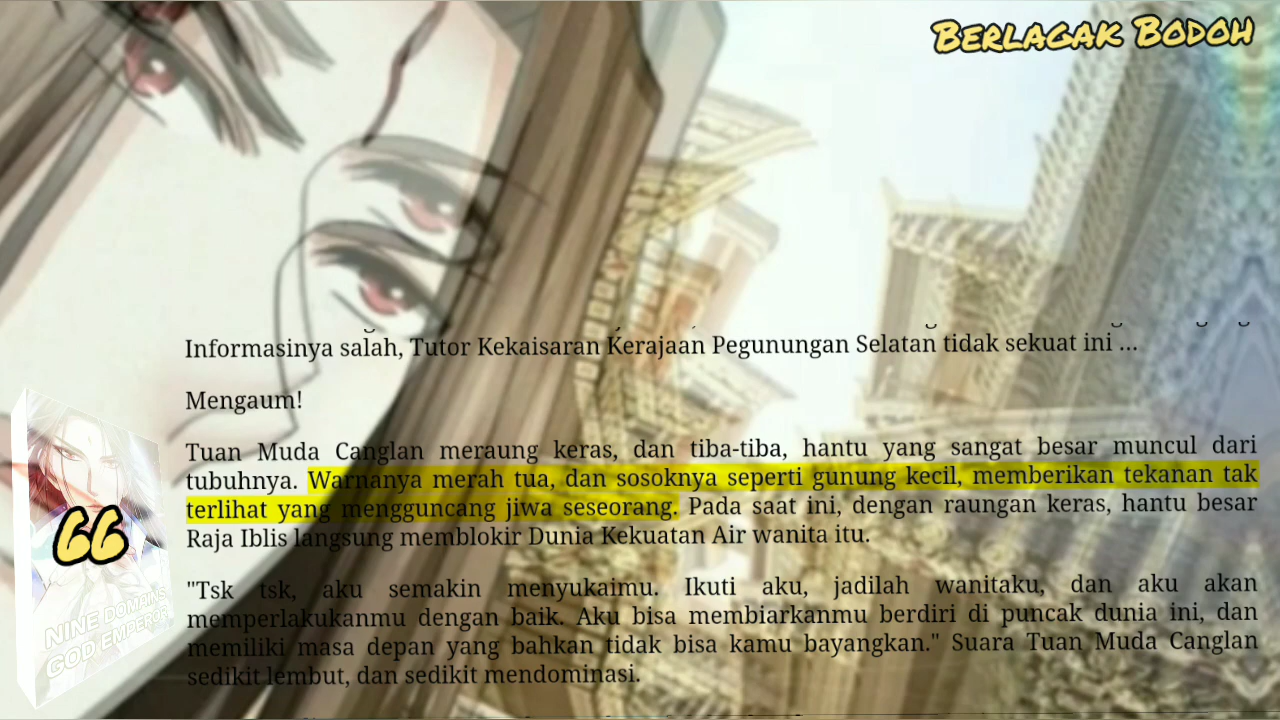 Berlagak Bodoh
Informasinya salah, Tutor Kekaisaran Kerajaan Pegunungan Selatan tidak sekuat ini ...
Mengaum!
Tuan Muda Canglan meraung keras, dan tiba-tiba, hantu yang sangat besar muncul dari
tubuhnya. Warnanya merah tua, dan sosoknya seperti gunung kecil, memberikan tekanan tak
terlihat yang mengguncang jiwa seseorang. Pada saat ini, dengan raungan keras, hantu besar
Raja Iblis langsung memblokir Dunia Kekuatan Air wanita itu.
"Tsk tsk, aku semakin menyukaimu. Ikuti aku, jadilah wanitaku, dan aku akan
memperlakukanmu dengan baik. Aku bisa membiarkanmu berdiri di puncak dunia ini, dan
memiliki masa depan yang bahkan tidak bisa kamu bayangkan." Suara Tuan Muda Canglan
sedikit lembut, dan sedikit mendominasi.
66
NINE DOMAINS
GOD EMPEROR